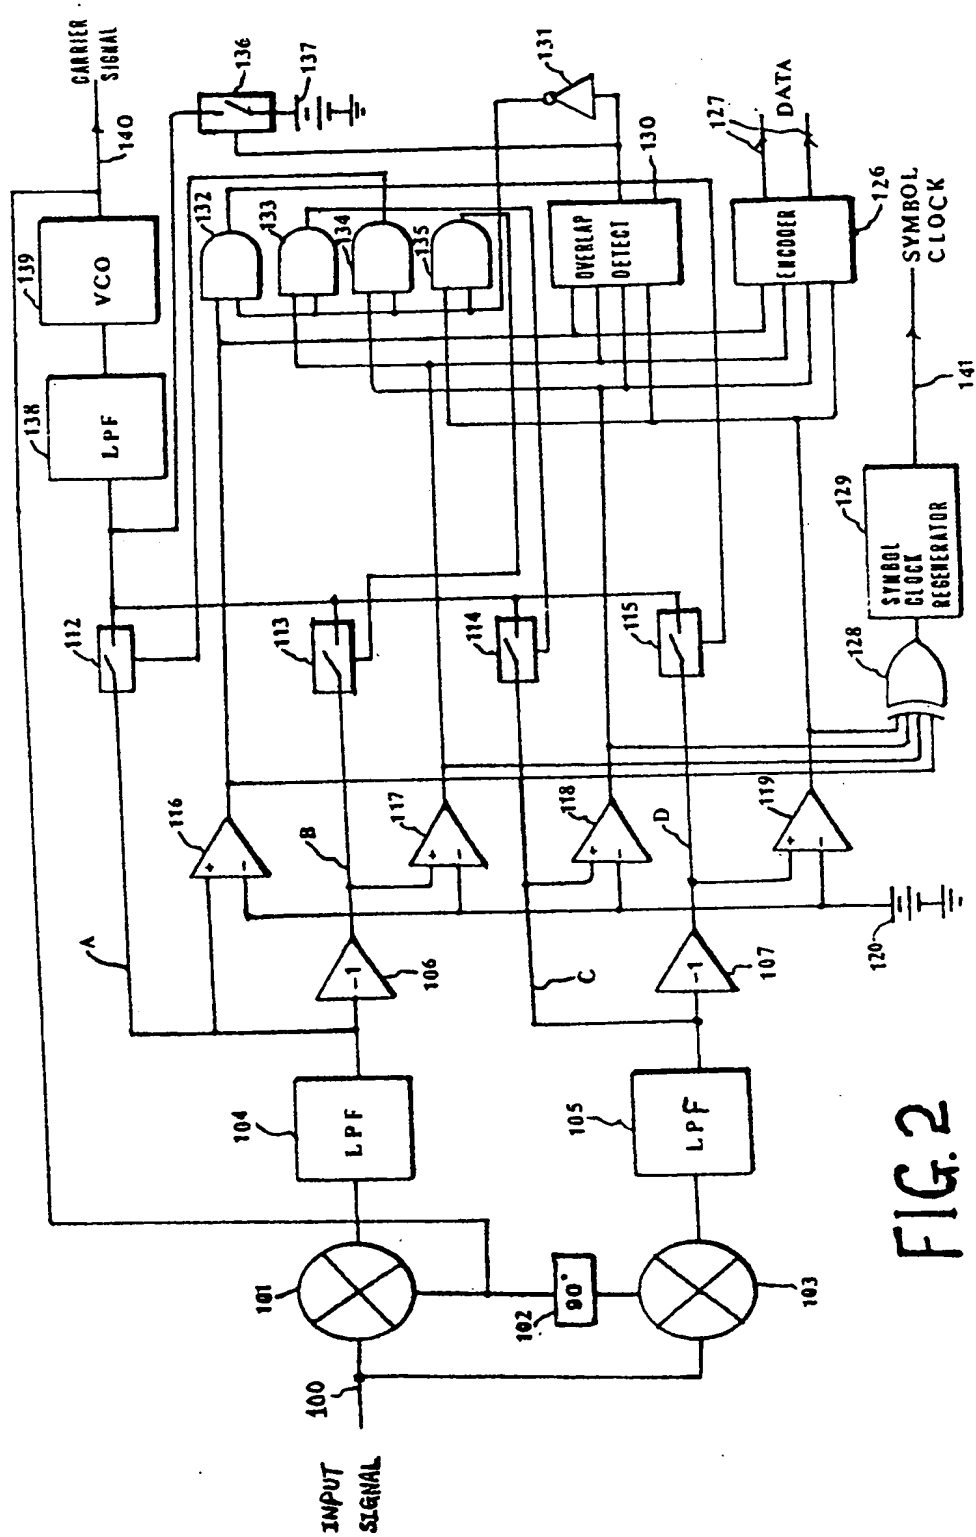 CARRIER
SIGNAL
140
139
VCO
138
LPF
136
137
131
132
133
134
135
OVERLAP
DETECT
130
127
DATA
ENCODER
126
SYMBOL
CLOCK
141
129
SYMBOL
CLOCK
REGENERATOR
128
112
113
114
115
116
+
-
117
+
-
118
+
-
119
+
-
A
B
C
D
120
-1
106
-1
107
104
LPF
105
LPF
101
102
90°
103
100
INPUT
SIGNAL
FIG. 2